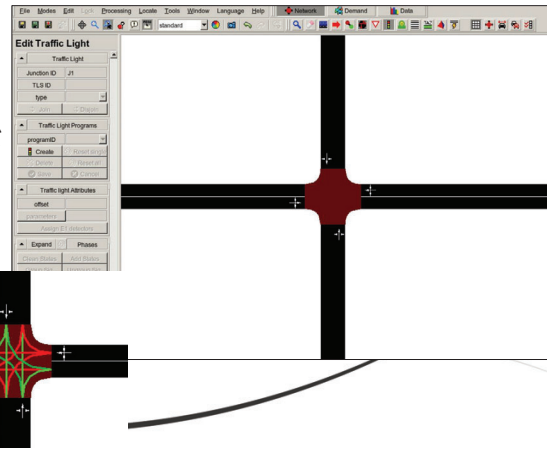 File Modes Edit Lock Processing Locate Tools Window Language Help Network Demand Data
standard
Edit Traffic Light
Traffic Light
Junction ID J1
TLS ID
type
Join Disjoin
Traffic Light Programs
programID
Create Reset single
Delete Reset all
Save Cancel
Traffic light Attributes
offset
parameters
Assign E1 detectors
Expand Phases
Clean States Add States